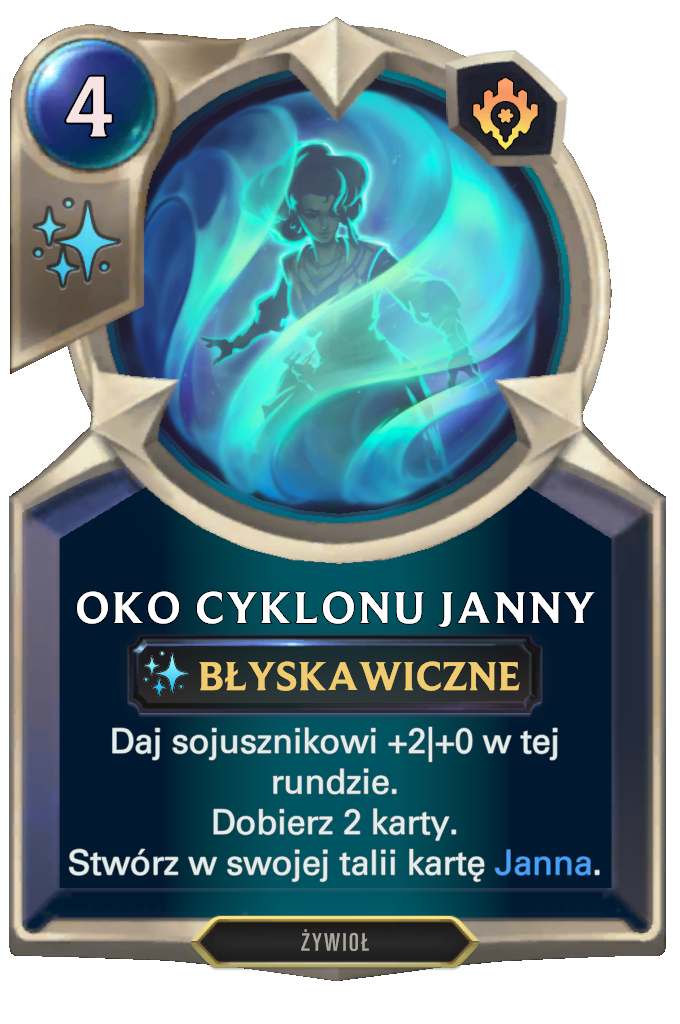 4
OKO CYKLONU JANNY
BŁYSKAWICZNE
Daj sojusznikowi +2|+0 w tej
rundzie.
Dobierz 2 karty.
Stwórz w swojej talii kartę Janna.
ŻYWIOŁ